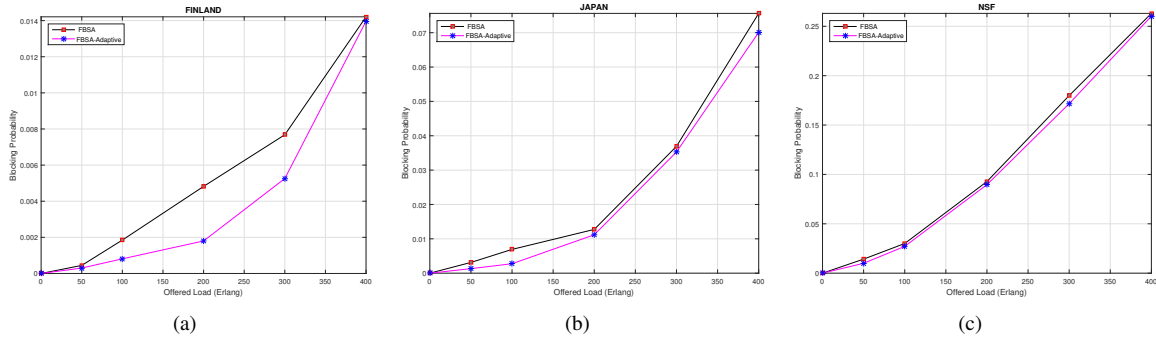 FINLAND
FBSA
FBSA-Adaptive
Blocking Probability
0.014
0.012
0.01
0.008
0.006
0.004
0.002
0
0 50 100 150 200 250 300 350 400
Offered Load (Erlang)
(a)
JAPAN
FBSA
FBSA-Adaptive
Blocking Probability
0.07
0.06
0.05
0.04
0.03
0.02
0.01
0
0 50 100 150 200 250 300 350 400
Offered Load (Erlang)
(b)
NSF
FBSA
FBSA-Adaptive
Blocking Probability
0.25
0.2
0.15
0.1
0.05
0
0 50 100 150 200 250 300 350 400
Offered Load (Erlang)
(c)